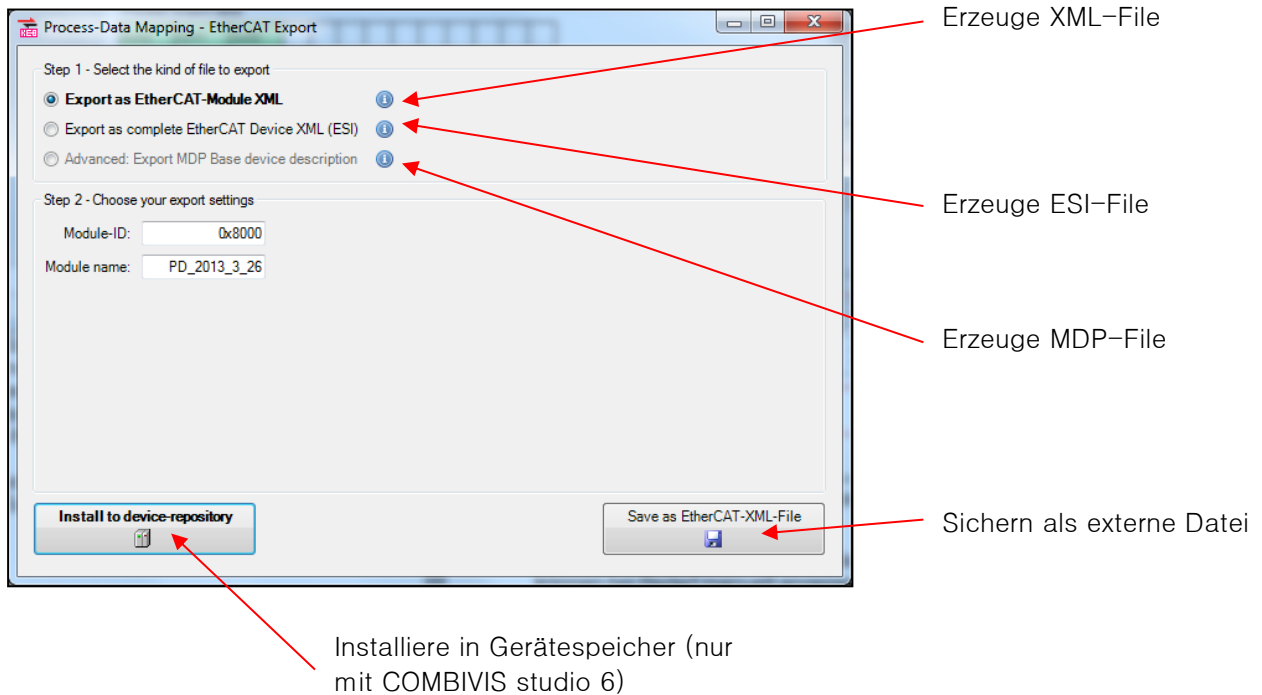 Process-Data Mapping - EtherCAT Export
Erzeuge XML-File
Step 1 - Select the kind of file to export
Export as EtherCAT-Module XML
Export as complete EtherCAT Device XML (ESI)
Advanced: Export MDP Base device description
Step 2 - Choose your export settings
Erzeuge ESI-File
Module-ID: 0x8000
Module name: PD_2013_3_26
Erzeuge MDP-File
Install to device-repository
Save as EtherCAT-XML-File
Sichern als externe Datei
Installiere in Gerätespeicher (nur
mit COMBIVIS studio 6)